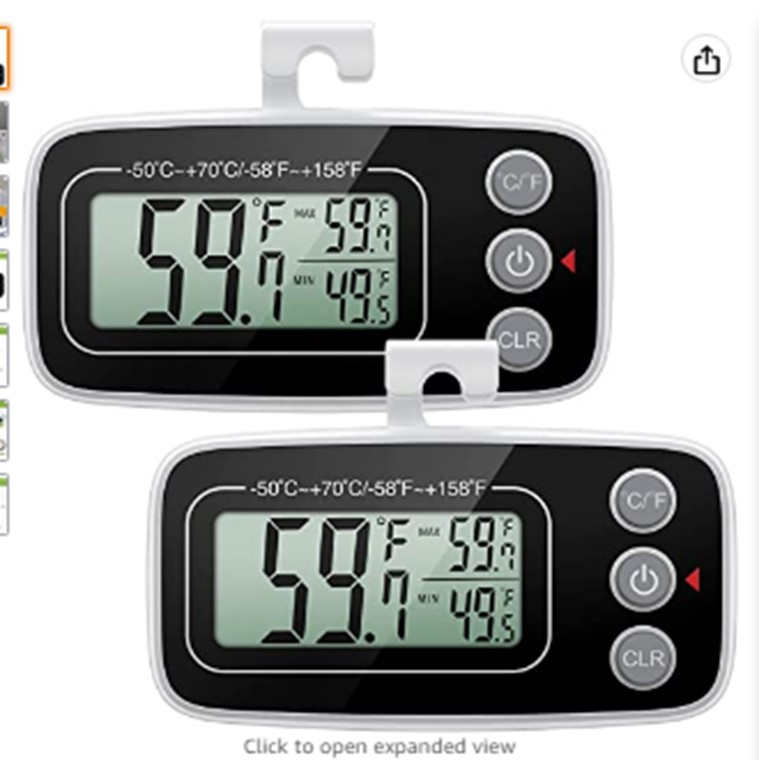 -50°C~+70°C/-58°F~+158°F
°C/°F
59.7 °F
MAX 59.7 °F
MIN 49.5 °F
CLR
-50°C~+70°C/-58°F~+158°F
°C/°F
59.7 °F
MAX 59.7 °F
MIN 49.5 °F
CLR
Click to open expanded view